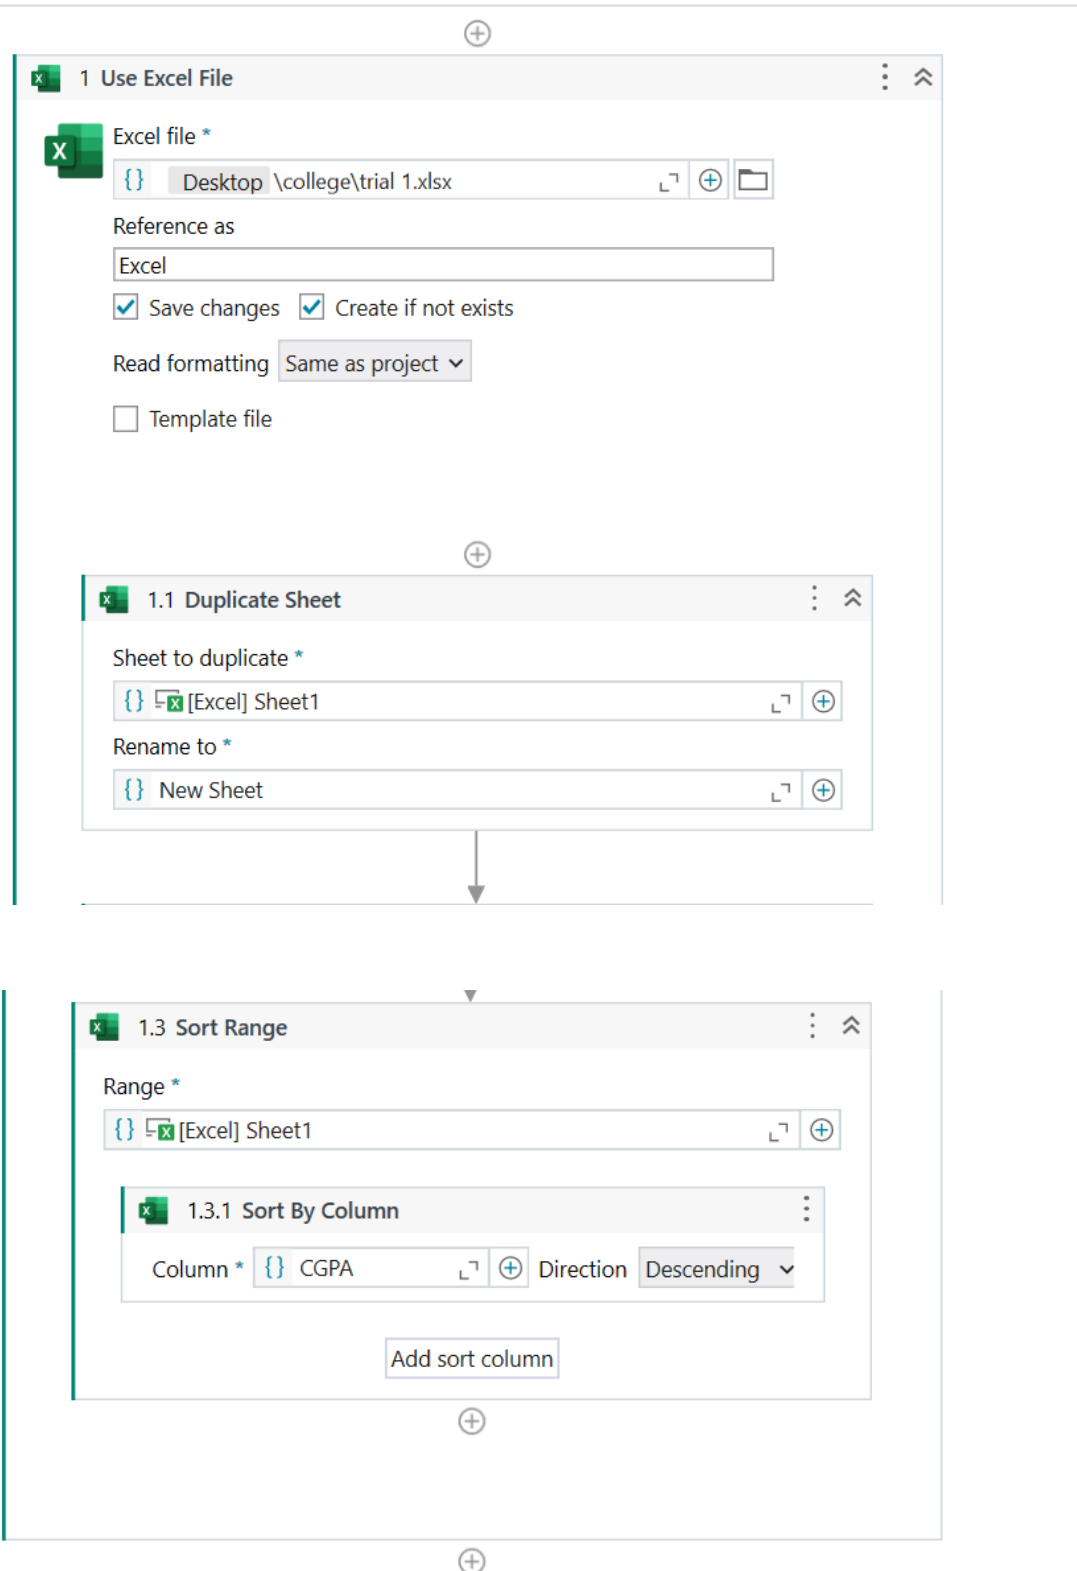 1 Use Excel File
Excel file *
{} Desktop \college\trial 1.xlsx
Reference as
Excel
Save changes Create if not exists
Read formatting Same as project
Template file
1.1 Duplicate Sheet
Sheet to duplicate *
{} [Excel] Sheet1
Rename to *
{} New Sheet
1.3 Sort Range
Range *
{} [Excel] Sheet1
1.3.1 Sort By Column
Column * {} CGPA Direction Descending
Add sort column